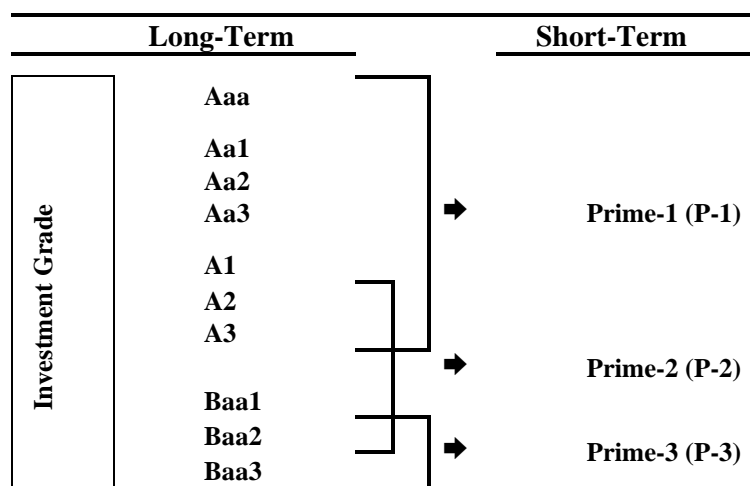 Long-Term Short-Term
Aaa
Aa1
Aa2
Aa3 Prime-1 (P-1)
A1
A2
A3
Prime-2 (P-2)
Baa1
Baa2
Prime-3 (P-3)
Baa3
Investment Grade